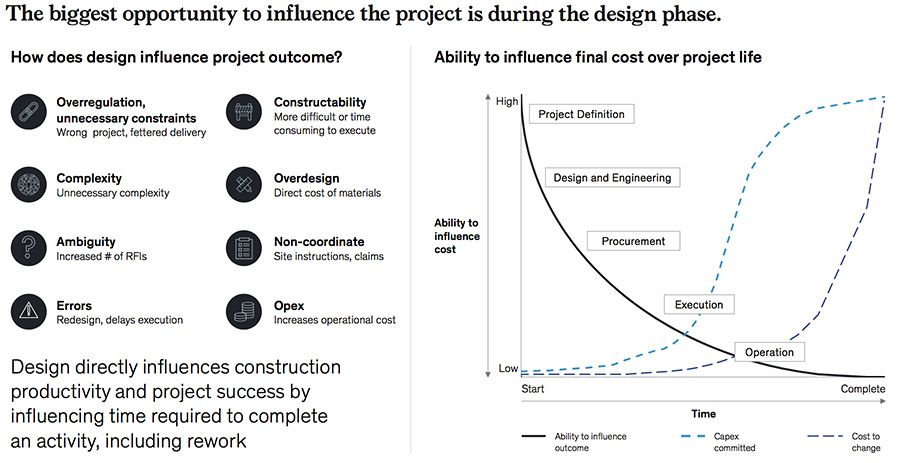 The biggest opportunity to influence the project is during the design phase.
How does design influence project outcome?
Overregulation,
unnecessary constraints
Wrong project, fettered delivery
Constructability
More difficult or time
consuming to execute
Complexity
Unnecessary complexity
Overdesign
Direct cost of materials
Ambiguity
Increased # of RFIs
Non-coordinate
Site instructions, claims
Errors
Redesign, delays execution
Opex
Increases operational cost
Design directly influences construction
productivity and project success by
influencing time required to complete
an activity, including rework
Ability to influence final cost over project life
High
Project Definition
Design and Engineering
Ability to
influence
cost
Procurement
Execution
Operation
Low
Start
Complete
Time
Ability to influence
outcome
Capex
committed
Cost to
change